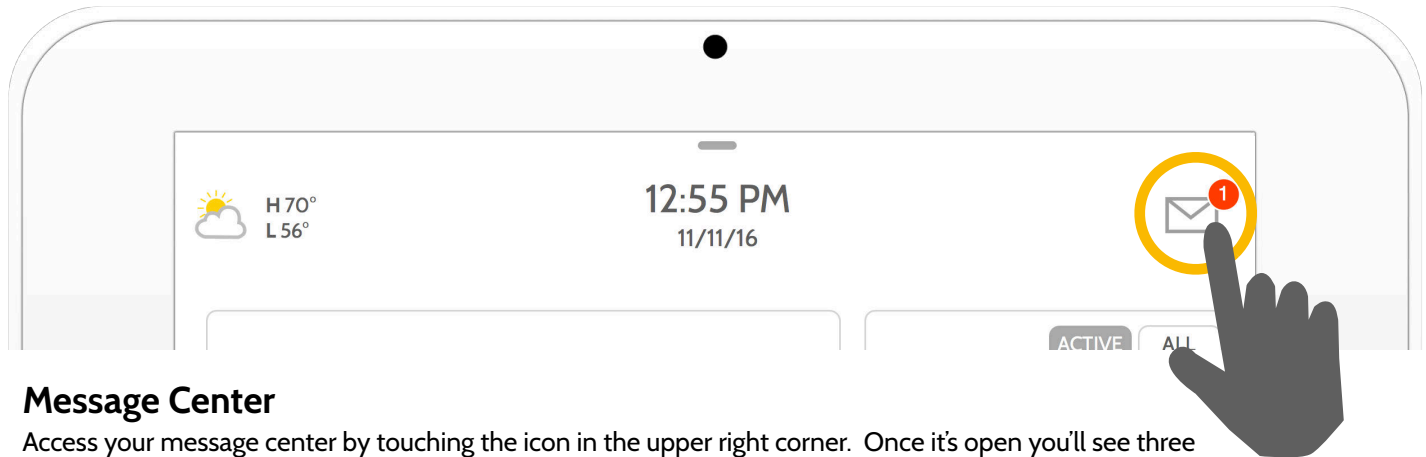 12:55 PM
1
H 70°
L 56°
11/11/16
ACTIVE ALL
Message Center
Access your message center by touching the icon in the upper right corner. Once it's open you'll see three